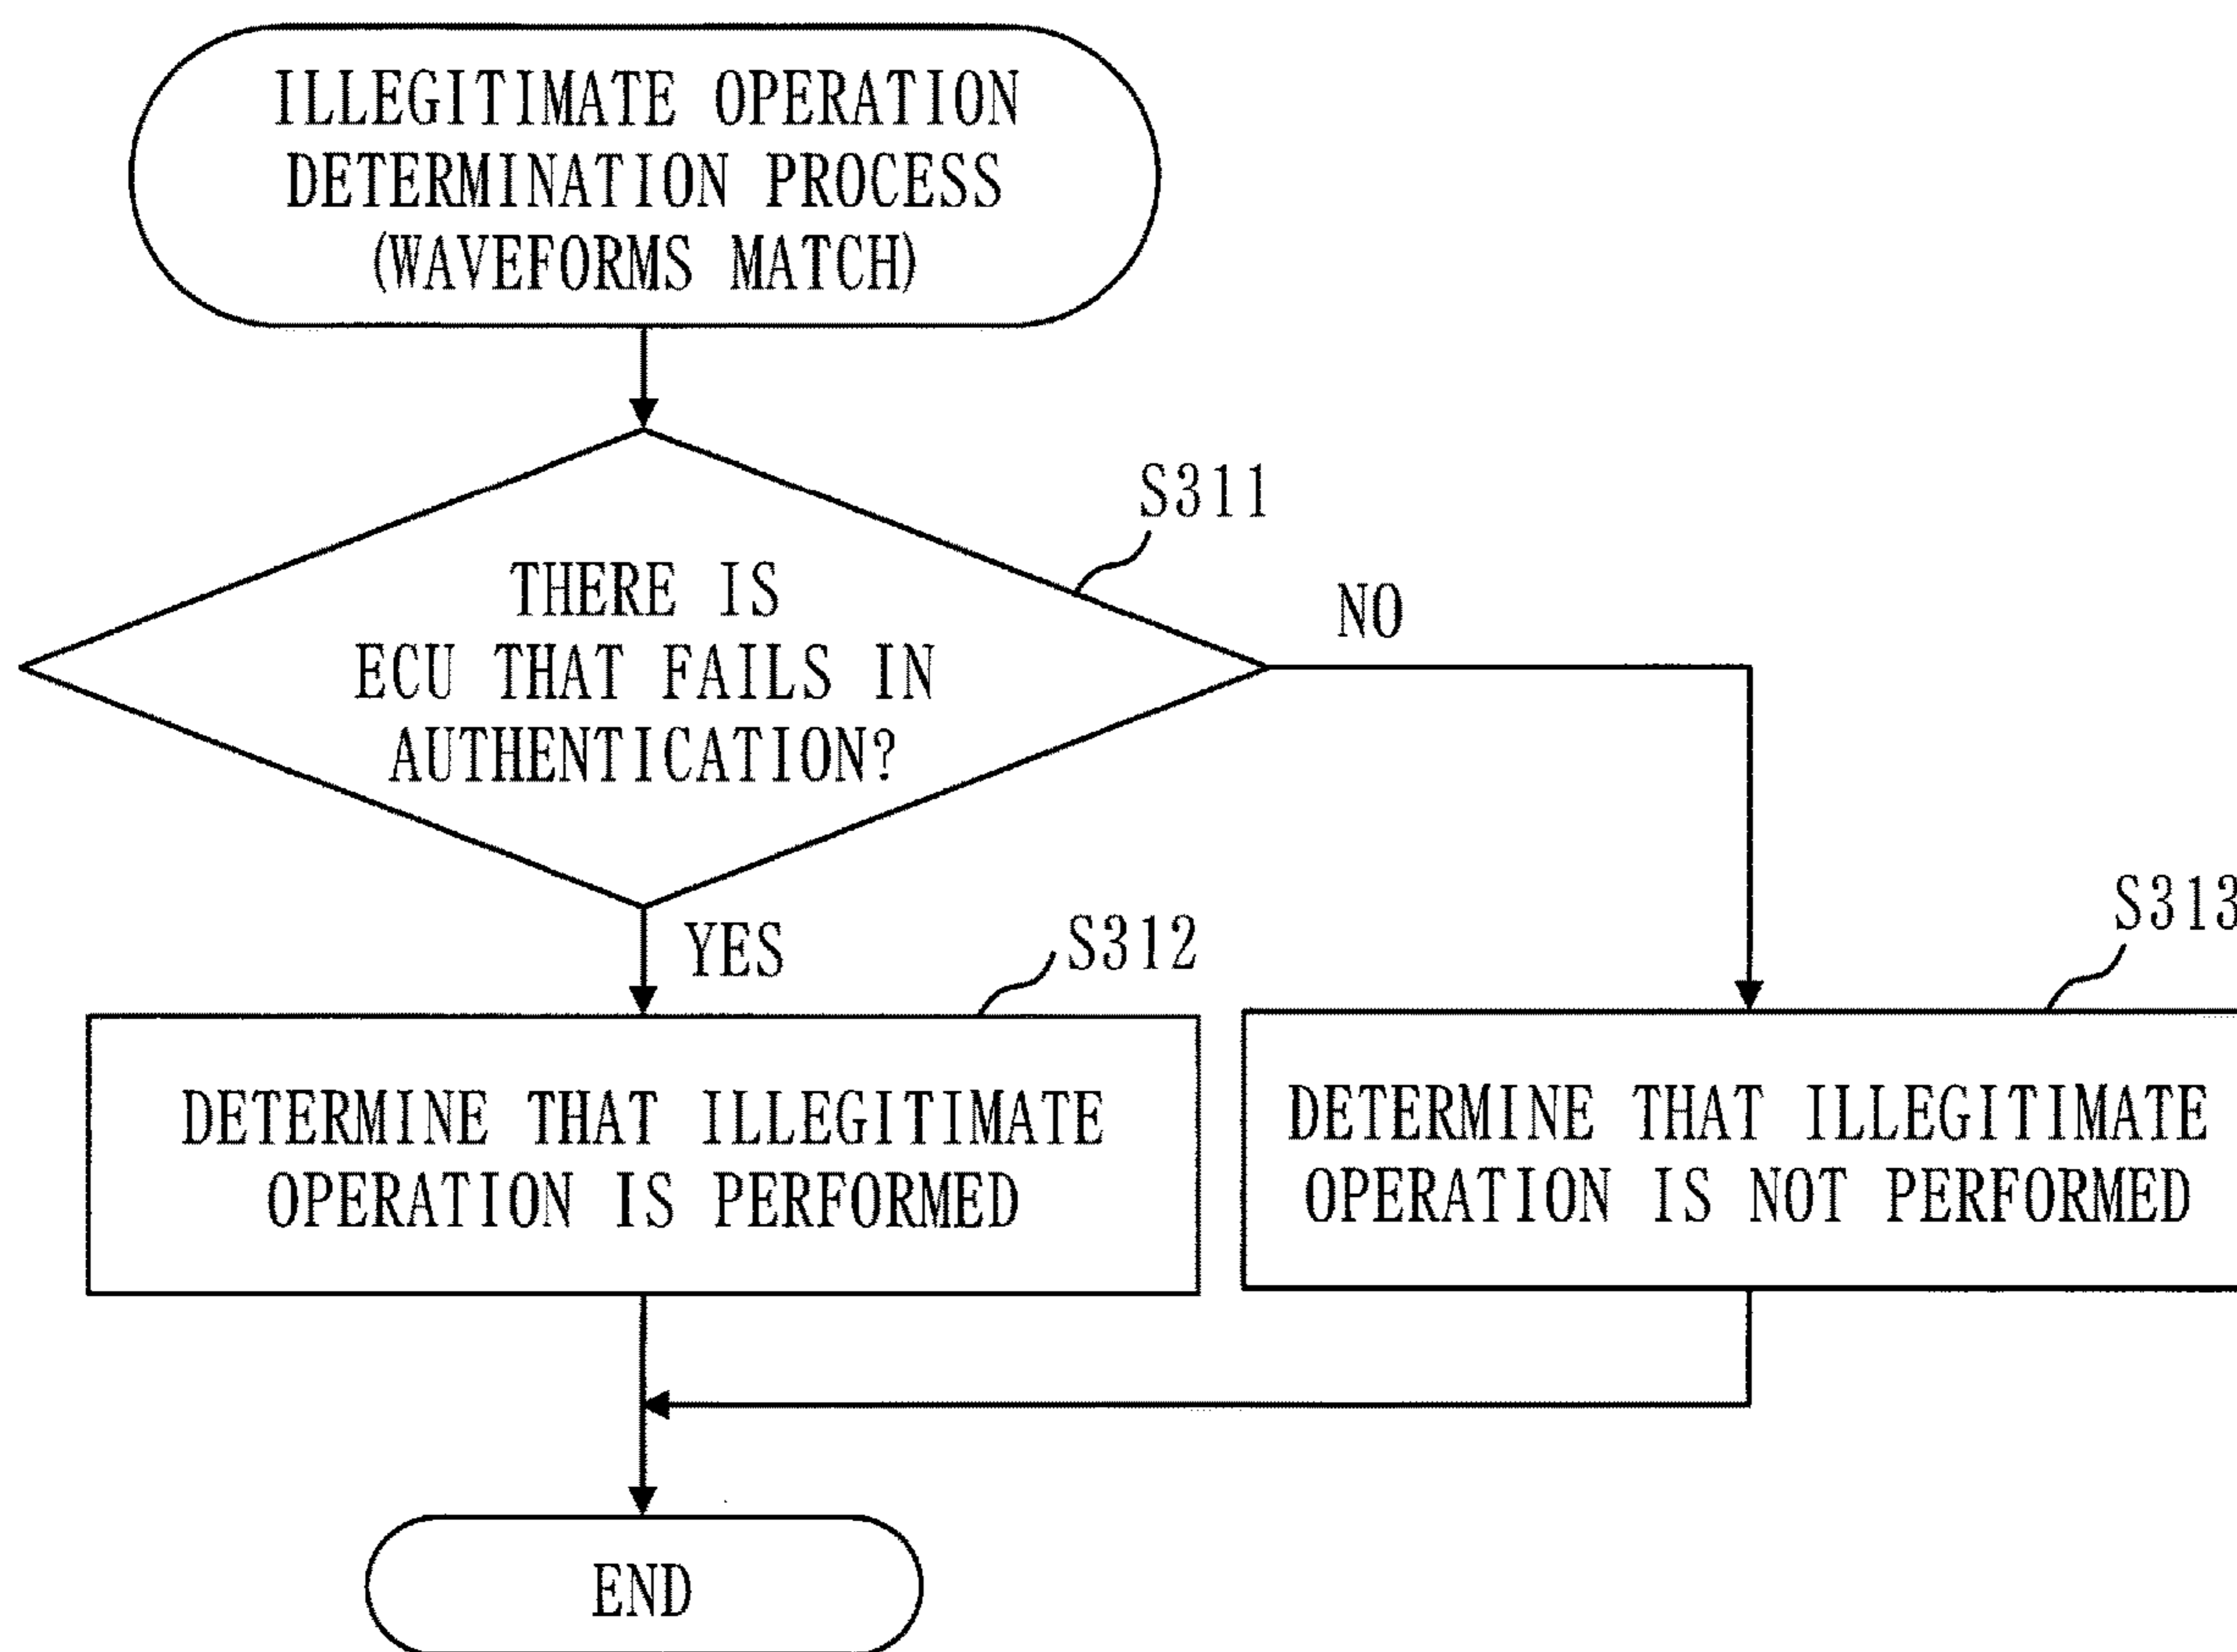 ILLEGITIMATE OPERATION
DETERMINATION PROCESS
(WAVEFORMS MATCH)
S311
THERE IS
ECU THAT FAILS IN
AUTHENTICATION?
NO
YES
S312
S313
DETERMINE THAT ILLEGITIMATE
OPERATION IS PERFORMED
DETERMINE THAT ILLEGITIMATE
OPERATION IS NOT PERFORMED
END